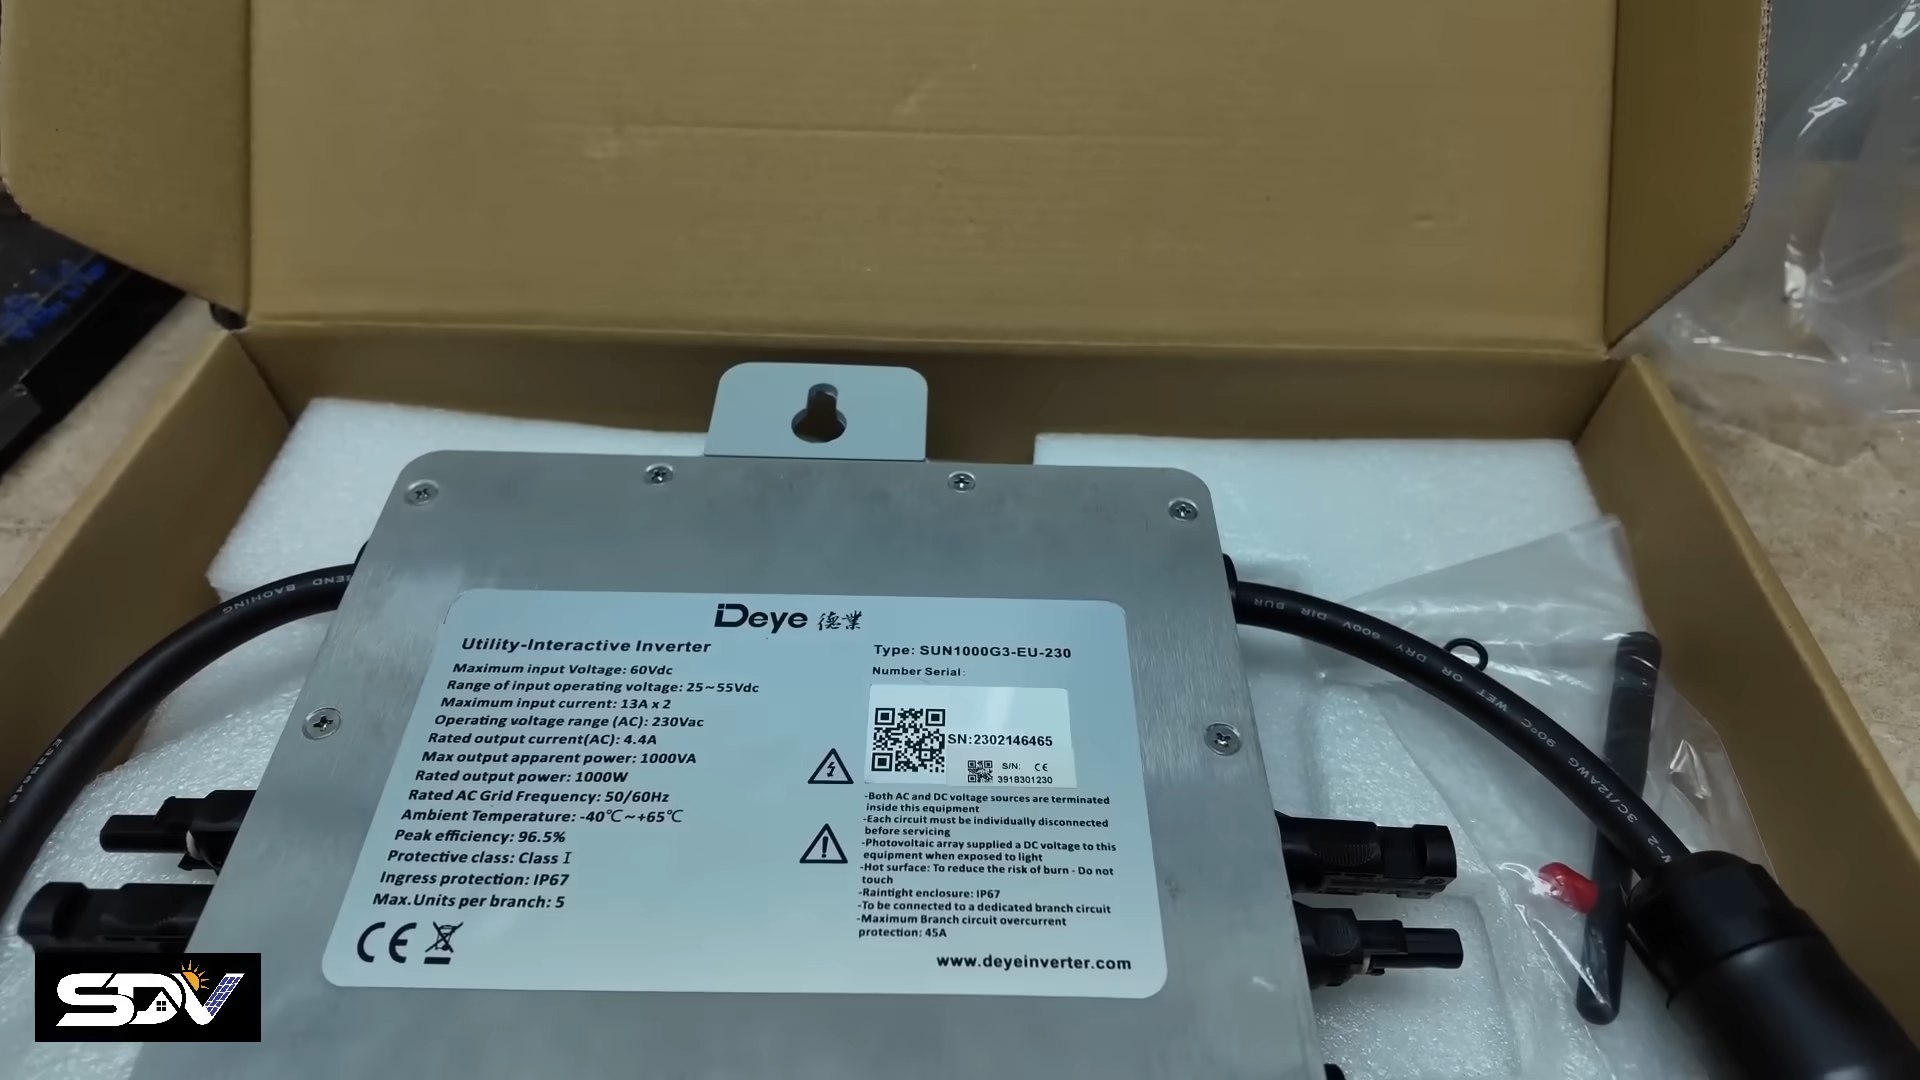 Deye 德業
Utility-Interactive Inverter
Maximum input Voltage: 60Vdc
Range of input operating voltage: 25~55Vdc
Maximum input current: 13A x 2
Operating voltage range (AC): 230Vac
Rated output current(AC): 4.4A
Max output apparent power: 1000VA
Rated output power: 1000W
Rated AC Grid Frequency: 50/60Hz
Ambient Temperature: -40℃~+65℃
Peak efficiency: 96.5%
Protective class: Class I
Ingress protection: IP67
Max.Units per branch: 5
CE
Type: SUN1000G3-EU-230
Number Serial:
SN:2302146465
S/N: CE
3918301230
-Both AC and DC voltage sources are terminated
inside this equipment
-Each circuit must be individually disconnected
before servicing
-Photovoltaic array supplied a DC voltage to this
equipment when exposed to light
-Hot surface: To reduce the risk of burn - Do not
touch
-Raintight enclosure: IP67
-To be connected to a dedicated branch circuit
-Maximum Branch circuit overcurrent
protection: 45A
www.deyeinverter.com
BAOHING
BUR DIR 600V DRY OR WET 90°C 3C/12AWG
SDV